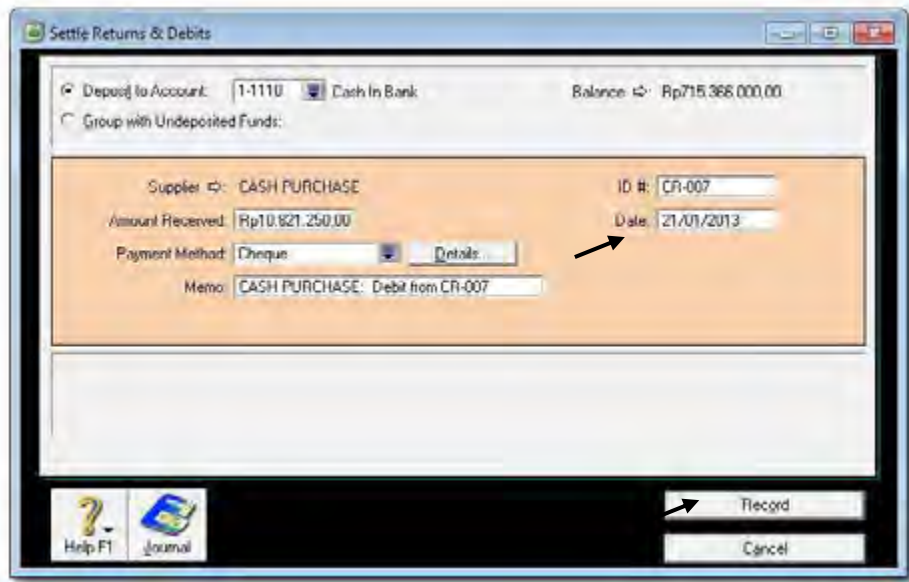 Settle Returns & Debits
Deposit to Account: 1-1110 Cash In Bank Balance ⇨: Rp715.366.000,00
Group with Undeposited Funds:
Supplier ⇨: CASH PURCHASE ID #: CR-007
Amount Received: Rp10.821.250,00 Date: 21/01/2013
Payment Method: Cheque Details...
Memo: CASH PURCHASE: Debit from CR-007
Record
Help F1 Journal
Cancel